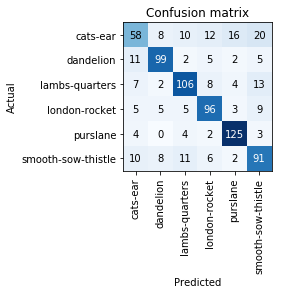 Confusion matrix
Actual
cats-ear 58 8 10 12 16 20
dandelion 11 99 2 5 2 5
lambs-quarters 7 2 106 8 4 13
london-rocket 5 5 5 96 3 9
purslane 4 0 4 2 125 3
smooth-sow-thistle 10 8 11 6 2 91
cats-ear
dandelion
lambs-quarters
london-rocket
purslane
smooth-sow-thistle
Predicted